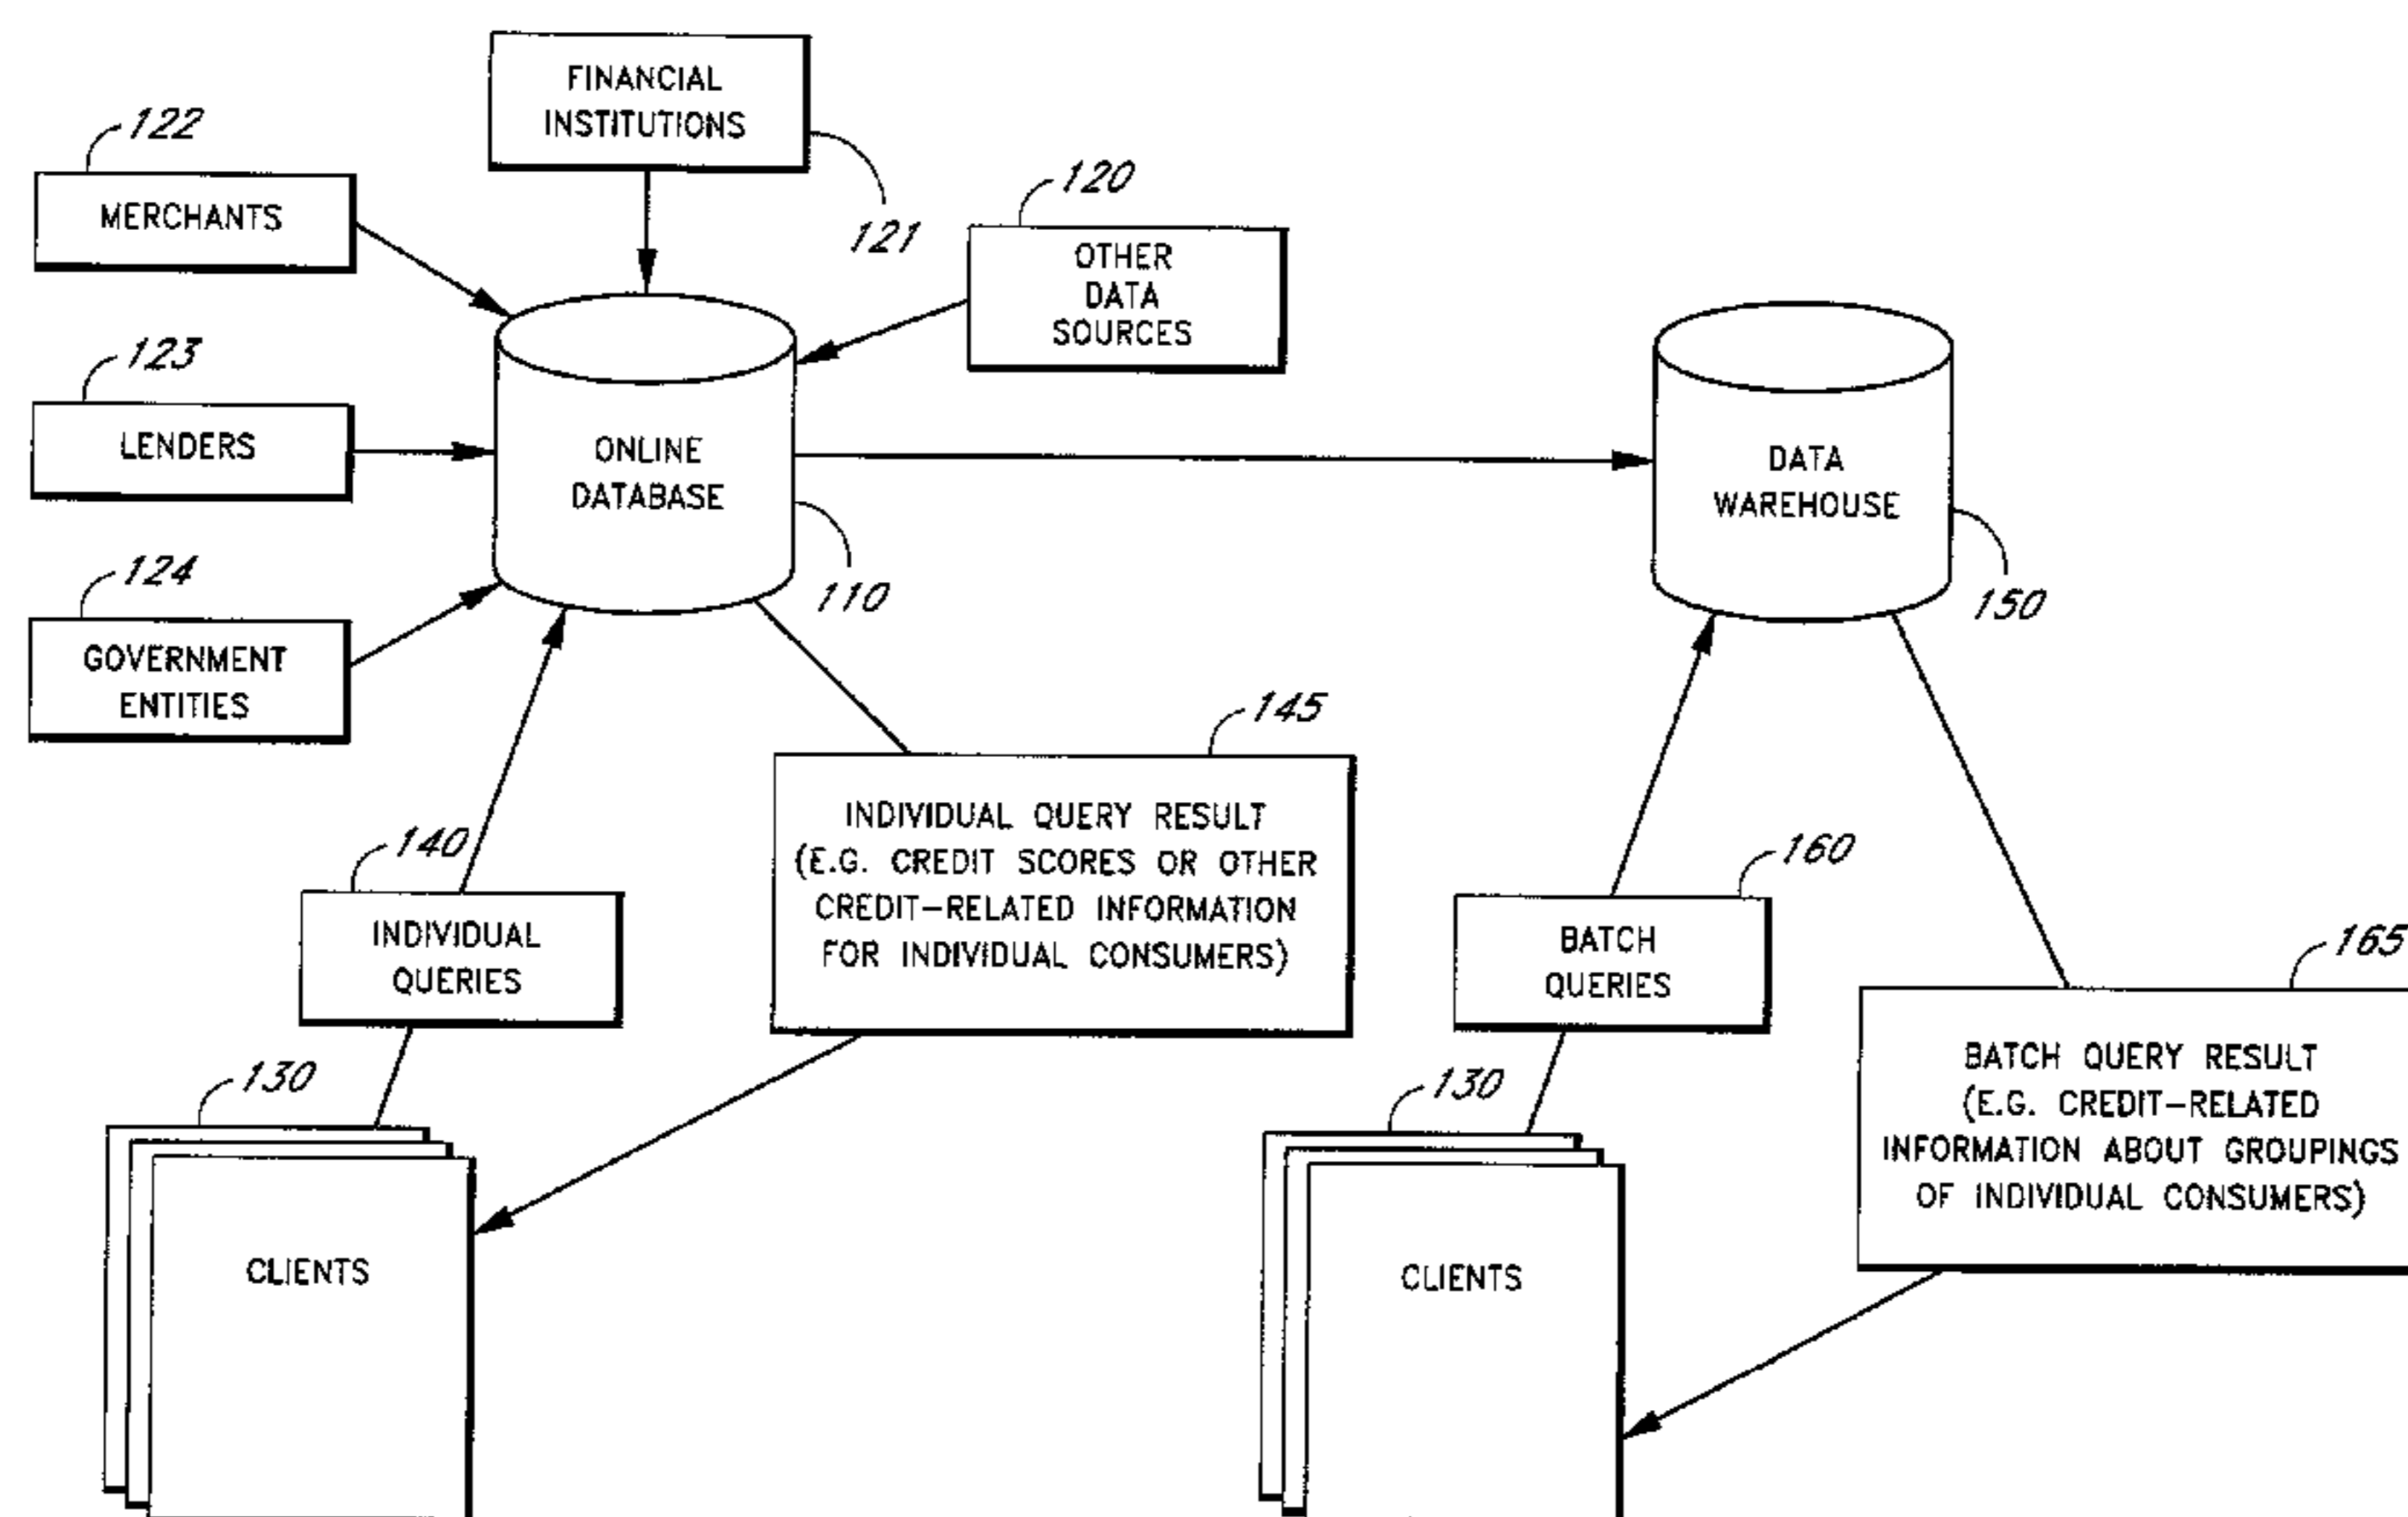 FINANCIAL
INSTITUTIONS
121
122
MERCHANTS
120
OTHER
DATA
SOURCES
123
LENDERS
ONLINE
DATABASE
110
DATA
WAREHOUSE
150
124
GOVERNMENT
ENTITIES
145
INDIVIDUAL QUERY RESULT
(E.G. CREDIT SCORES OR OTHER
CREDIT-RELATED INFORMATION
FOR INDIVIDUAL CONSUMERS)
140
INDIVIDUAL
QUERIES
160
BATCH
QUERIES
165
BATCH QUERY RESULT
(E.G. CREDIT-RELATED
INFORMATION ABOUT GROUPINGS
OF INDIVIDUAL CONSUMERS)
130
CLIENTS
130
CLIENTS